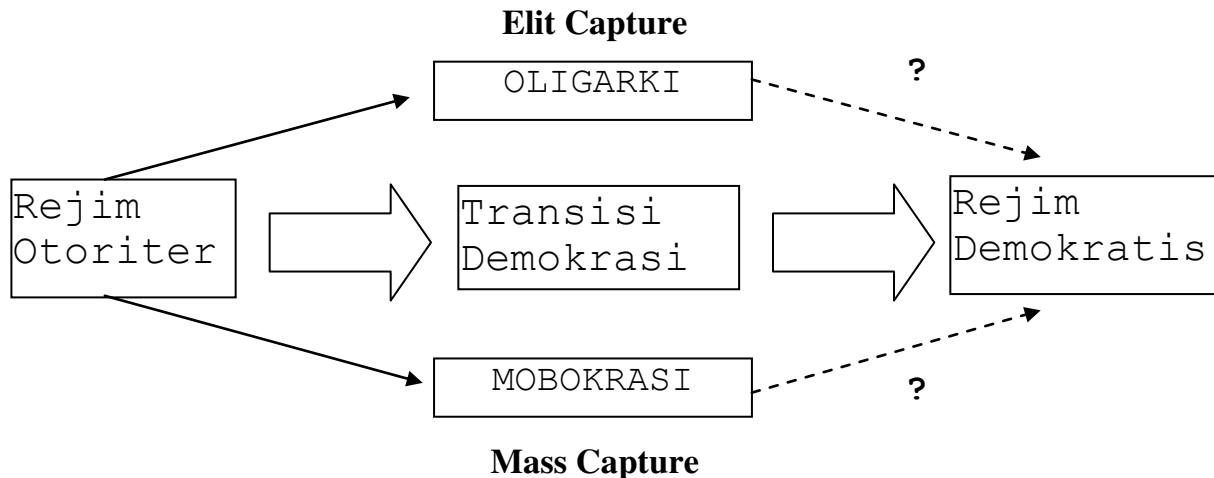 Elit Capture
OLIGARKI
?
Rejim
Otoriter
Transisi
Demokrasi
Rejim
Demokratis
MOBOKRASI
?
Mass Capture